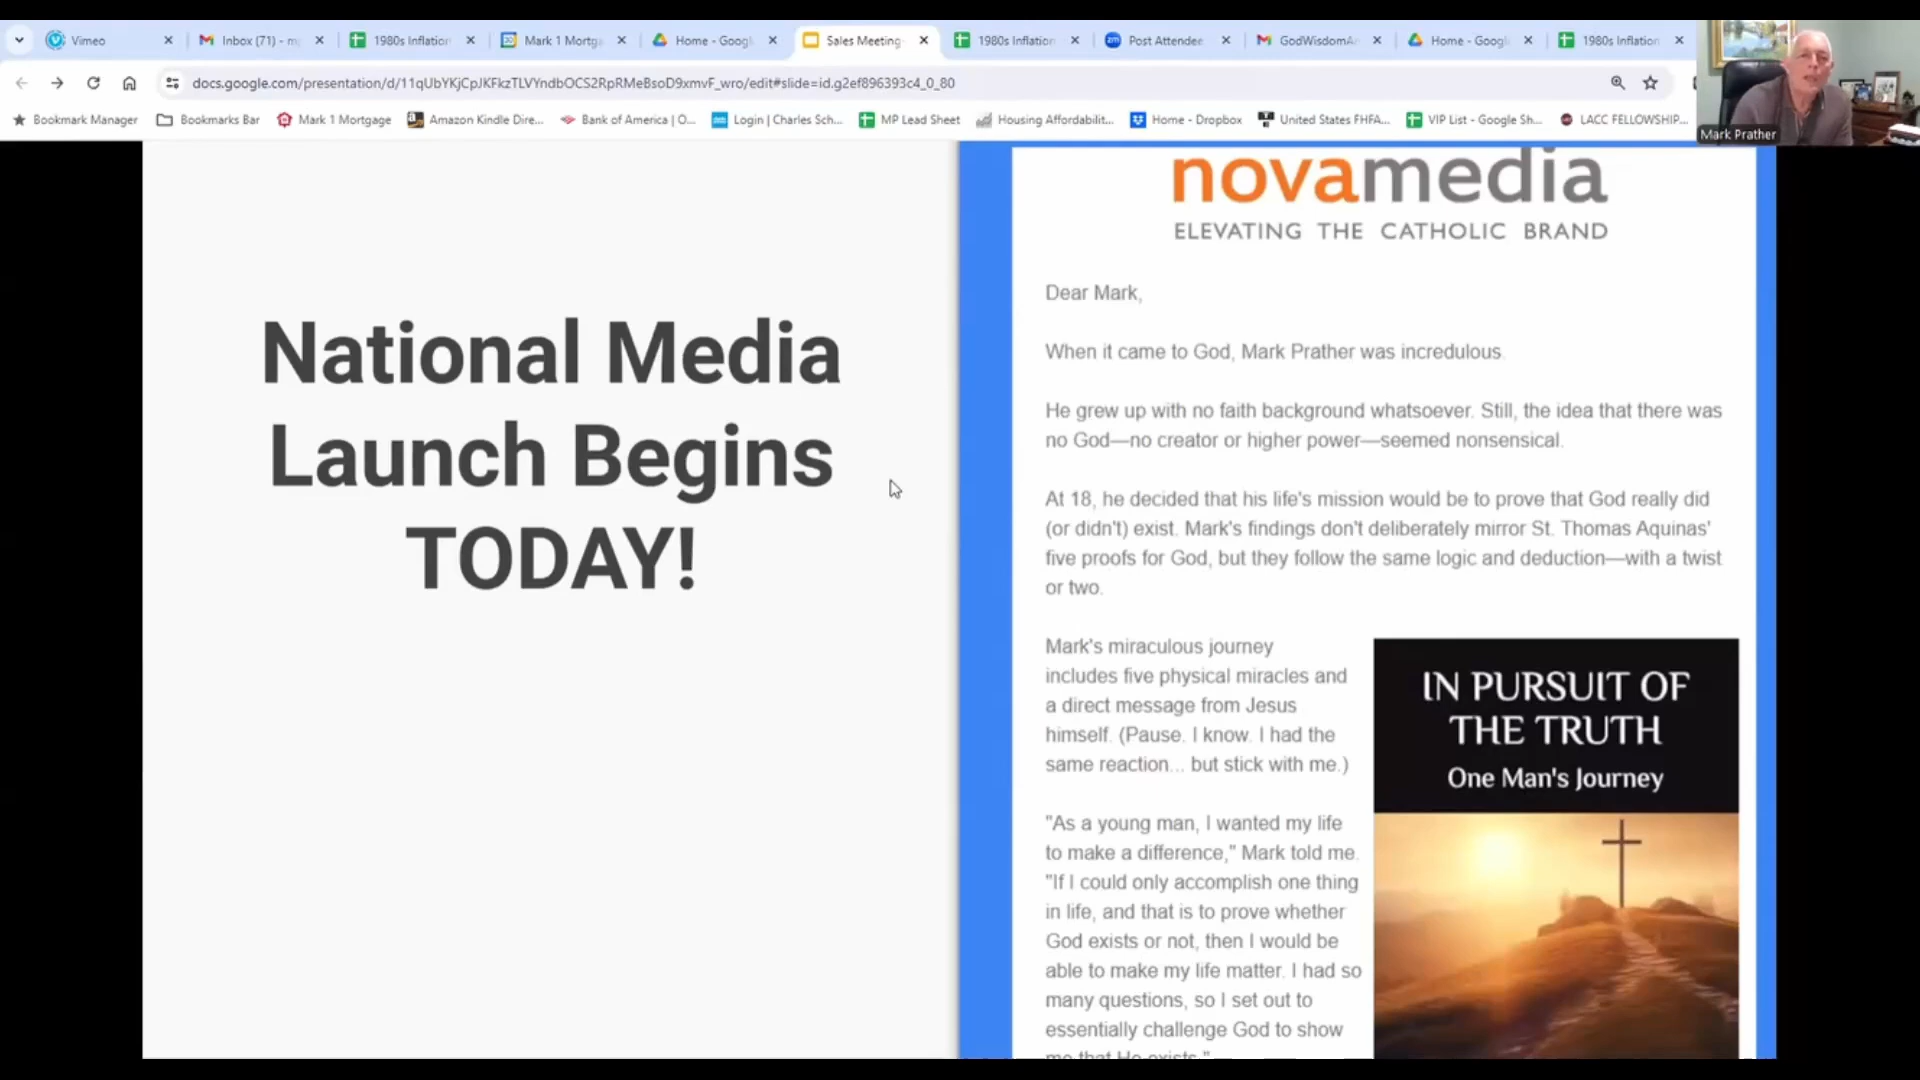 Vimeo
Inbox (71) - m
1980s Inflation
Mark 1 Mortga
Home - Googl
Sales Meeting
1980s Inflation
Post Attendee
GodWisdomA
Home - Googl
1980s Inflation
docs.google.com/presentation/d/11qUbYKjCpJKFkzTLVYndbOCS2RpRMeBsoD9xmvF_wro/edit#slide=id.g2ef896393c4_0_80
Bookmark Manager
Bookmarks Bar
Mark 1 Mortgage
Amazon Kindle Dire...
Bank of America | O...
Login | Charles Sch...
MP Lead Sheet
Housing Affordabilit...
Home - Dropbox
United States FHFA...
VIP List - Google Sh...
LACC FELLOWSHIP...
Mark Prather
National Media
Launch Begins
TODAY!
novamedia
ELEVATING THE CATHOLIC BRAND
Dear Mark,
When it came to God, Mark Prather was incredulous.
He grew up with no faith background whatsoever. Still, the idea that there was
no God—no creator or higher power—seemed nonsensical.
At 18, he decided that his life's mission would be to prove that God really did
(or didn't) exist. Mark's findings don't deliberately mirror St. Thomas Aquinas'
five proofs for God, but they follow the same logic and deduction—with a twist
or two.
Mark's miraculous journey
includes five physical miracles and
a direct message from Jesus
himself. (Pause. I know. I had the
same reaction... but stick with me.)
"As a young man, I wanted my life
to make a difference," Mark told me.
"If I could only accomplish one thing
in life, and that is to prove whether
God exists or not, then I would be
able to make my life matter. I had so
many questions, so I set out to
essentially challenge God to show
me that He exists."
IN PURSUIT OF
THE TRUTH
One Man's Journey